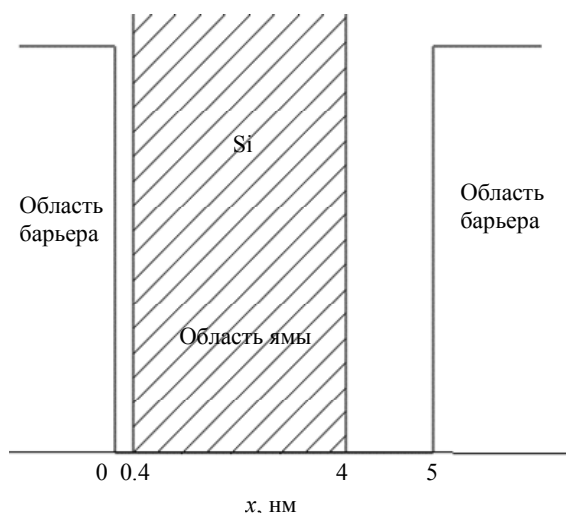 Si
Область
барьера
Область
барьера
Область ямы
0 0.4 4 5
x, нм